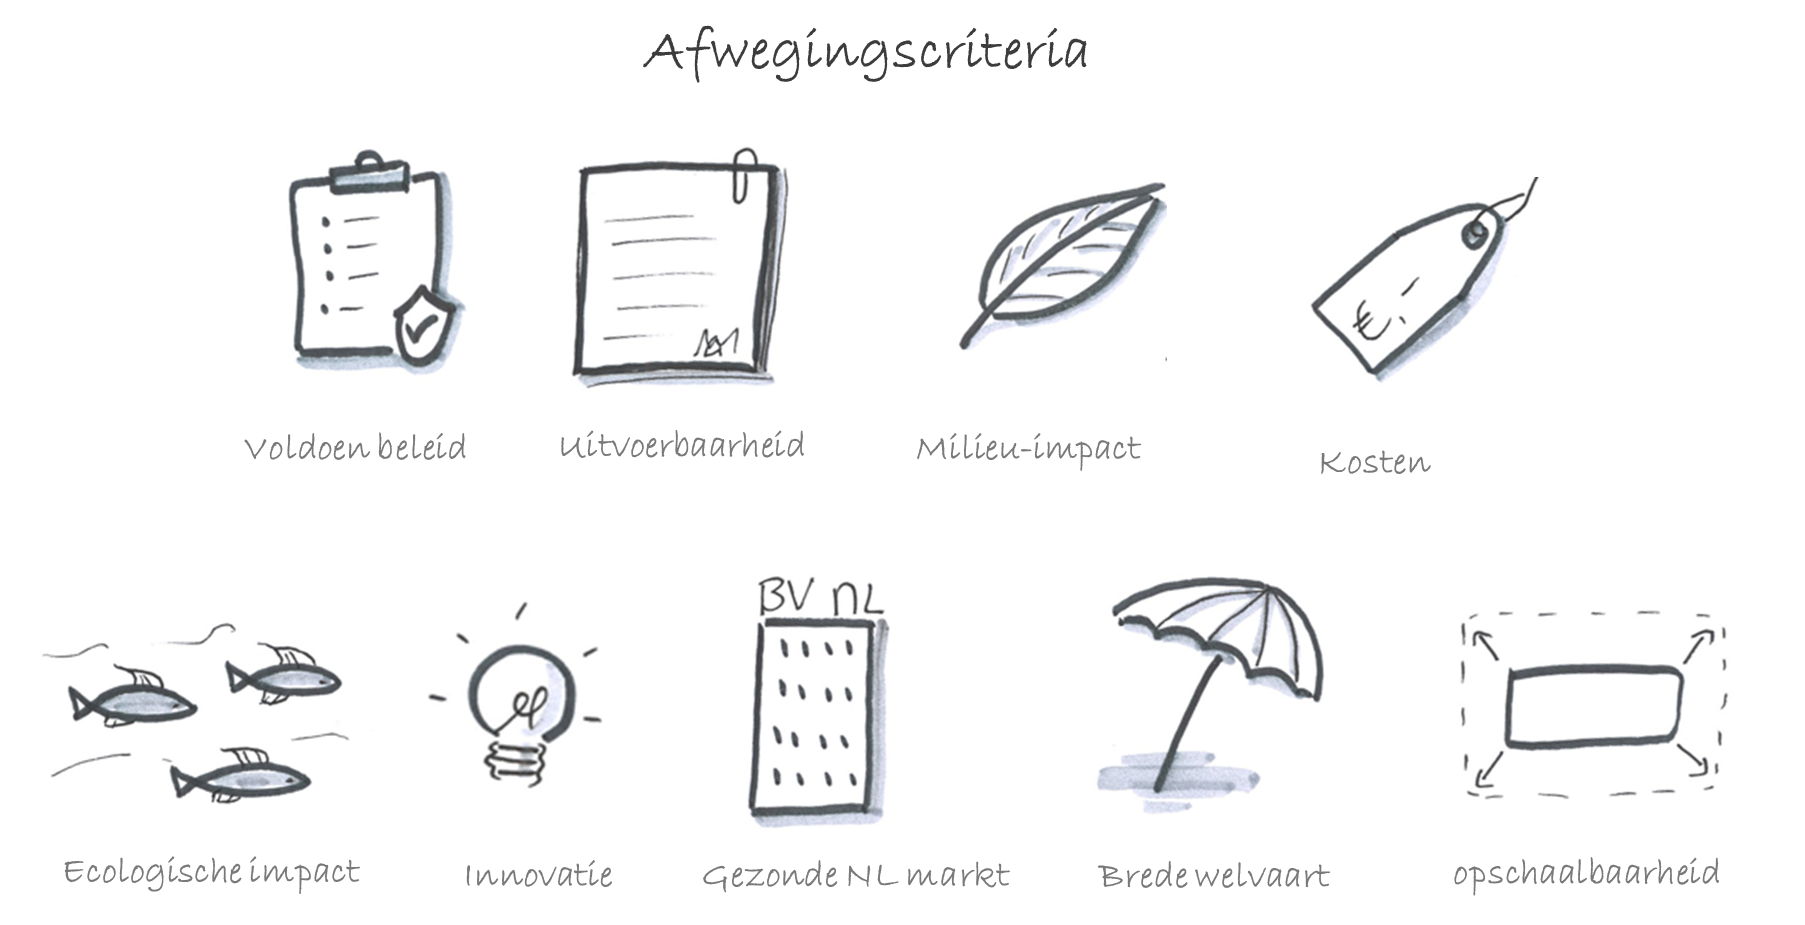 Afwegingscriteria
€
Voldoen beleid
Uitvoerbaarheid
Milieu-impact
Kosten
BV NL
Ecologische impact
Innovatie
Gezonde NL markt
Brede welvaart
opschaalbaarheid